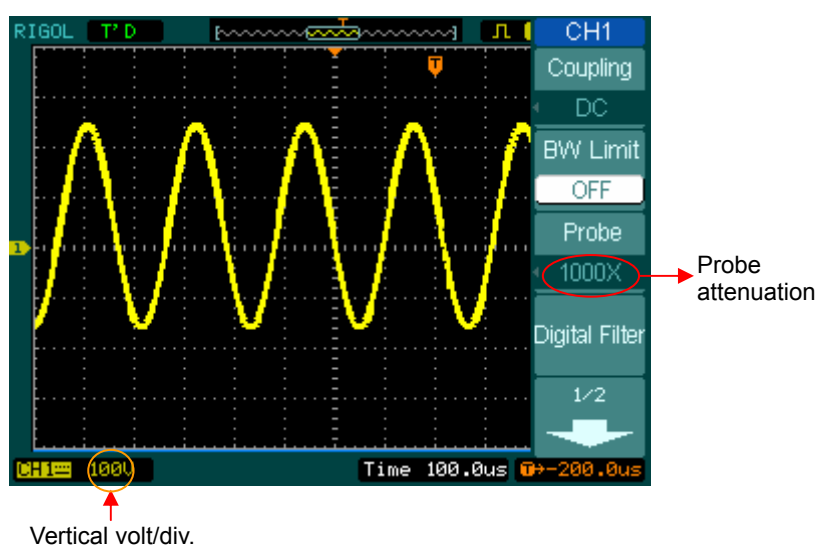 RIGOL T'D T CH1
T
Coupling
DC
BW Limit
OFF
Probe
1000X
Probe
attenuation
1
Digital Filter
1/2
CH1 100V Time 100.0us T→-200.0us
Vertical volt/div.